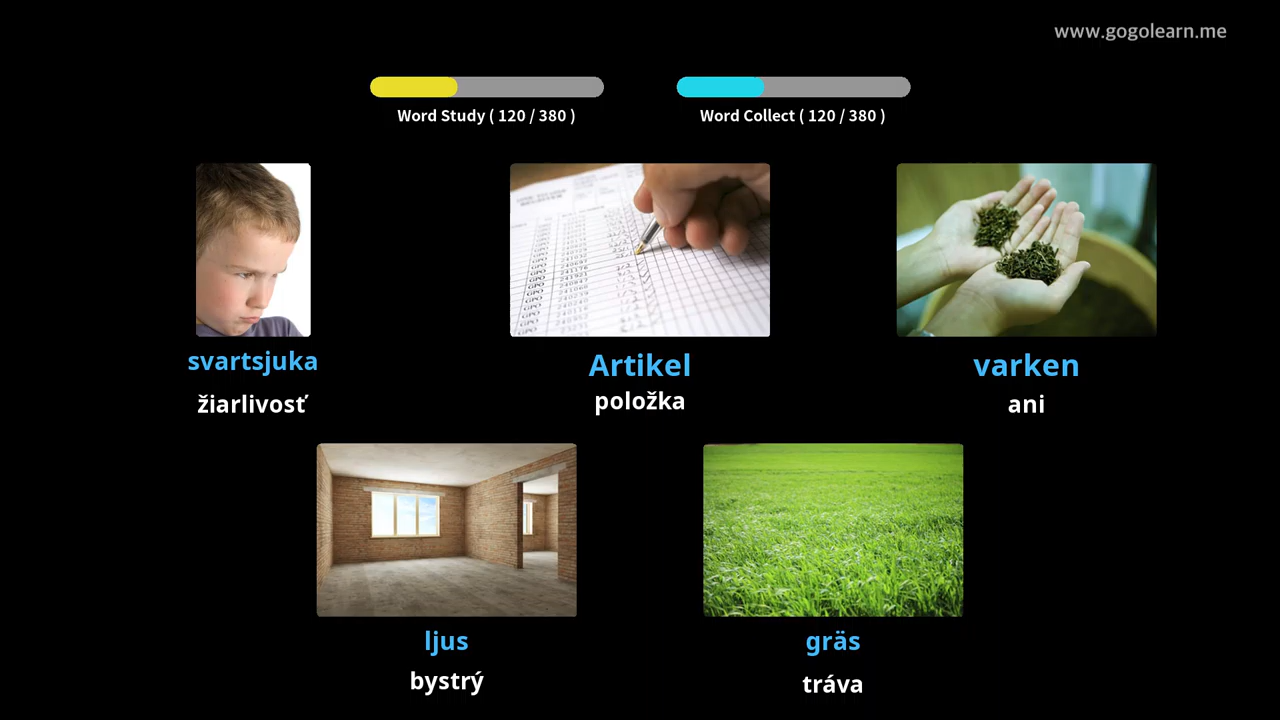 www.gogolearn.me
Word Study ( 120 / 380 )
Word Collect ( 120 / 380 )
svartsjuka
žiarlivosť
Artikel
položka
varken
ani
ljus
bystrý
gräs
tráva